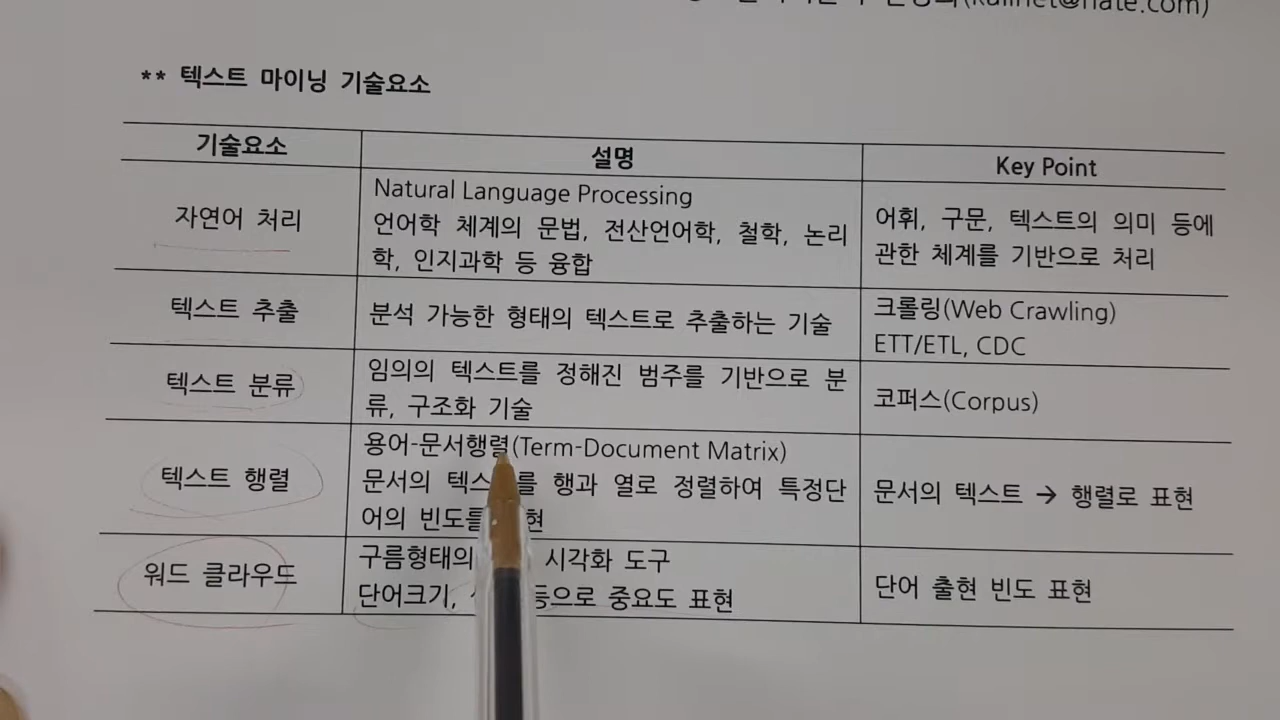 (kallnet@nate.com)
** 텍스트 마이닝 기술요소
기술요소 설명 Key Point
자연어 처리
Natural Language Processing
언어학 체계의 문법, 전산언어학, 철학, 논리
학, 인지과학 등 융합
어휘, 구문, 텍스트의 의미 등에
관한 체계를 기반으로 처리
텍스트 추출
분석 가능한 형태의 텍스트로 추출하는 기술
크롤링(Web Crawling)
ETT/ETL, CDC
텍스트 분류
임의의 텍스트를 정해진 범주를 기반으로 분
류, 구조화 기술
코퍼스(Corpus)
텍스트 행렬
용어-문서행렬(Term-Document Matrix)
문서의 행과 열로 정렬하여 특정단
어의 빈도를
문서의 텍스트 → 행렬로 표현
워드 클라우드
구름형태의 시각화 도구
단어크기, 등으로 중요도 표현
단어 출현 빈도 표현